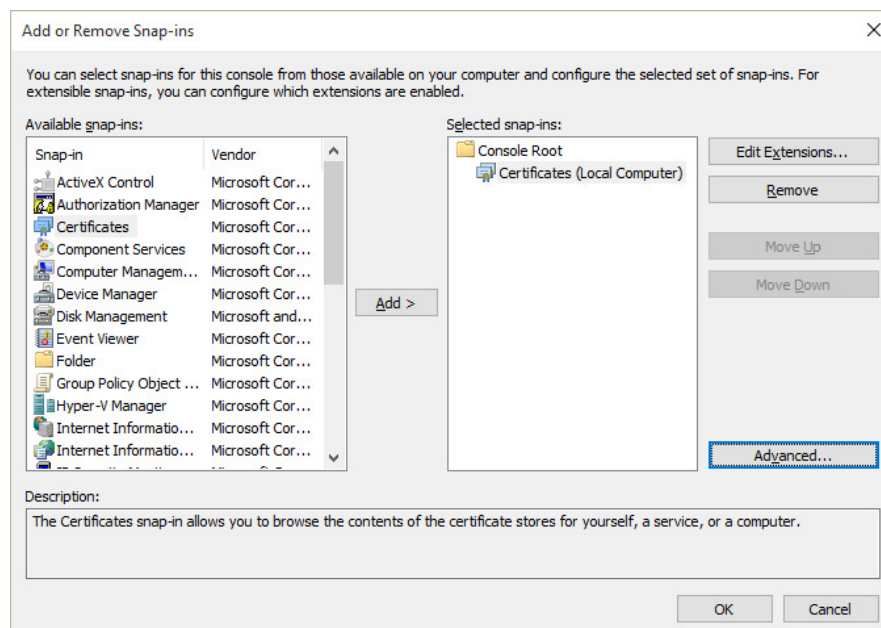 Add or Remove Snap-ins
You can select snap-ins for this console from those available on your computer and configure the selected set of snap-ins. For
extensible snap-ins, you can configure which extensions are enabled.
Available snap-ins:
Selected snap-ins:
Snap-in Vendor
ActiveX Control Microsoft Cor...
Authorization Manager Microsoft Cor...
Certificates Microsoft Cor...
Component Services Microsoft Cor...
Computer Managem... Microsoft Cor...
Device Manager Microsoft Cor...
Disk Management Microsoft and...
Event Viewer Microsoft Cor...
Folder Microsoft Cor...
Group Policy Object ... Microsoft Cor...
Hyper-V Manager Microsoft Cor...
Internet Informatio... Microsoft Cor...
Internet Informatio... Microsoft Cor...
Add >
Console Root
Certificates (Local Computer)
Edit Extensions...
Remove
Move Up
Move Down
Advanced...
Description:
The Certificates snap-in allows you to browse the contents of the certificate stores for yourself, a service, or a computer.
OK
Cancel